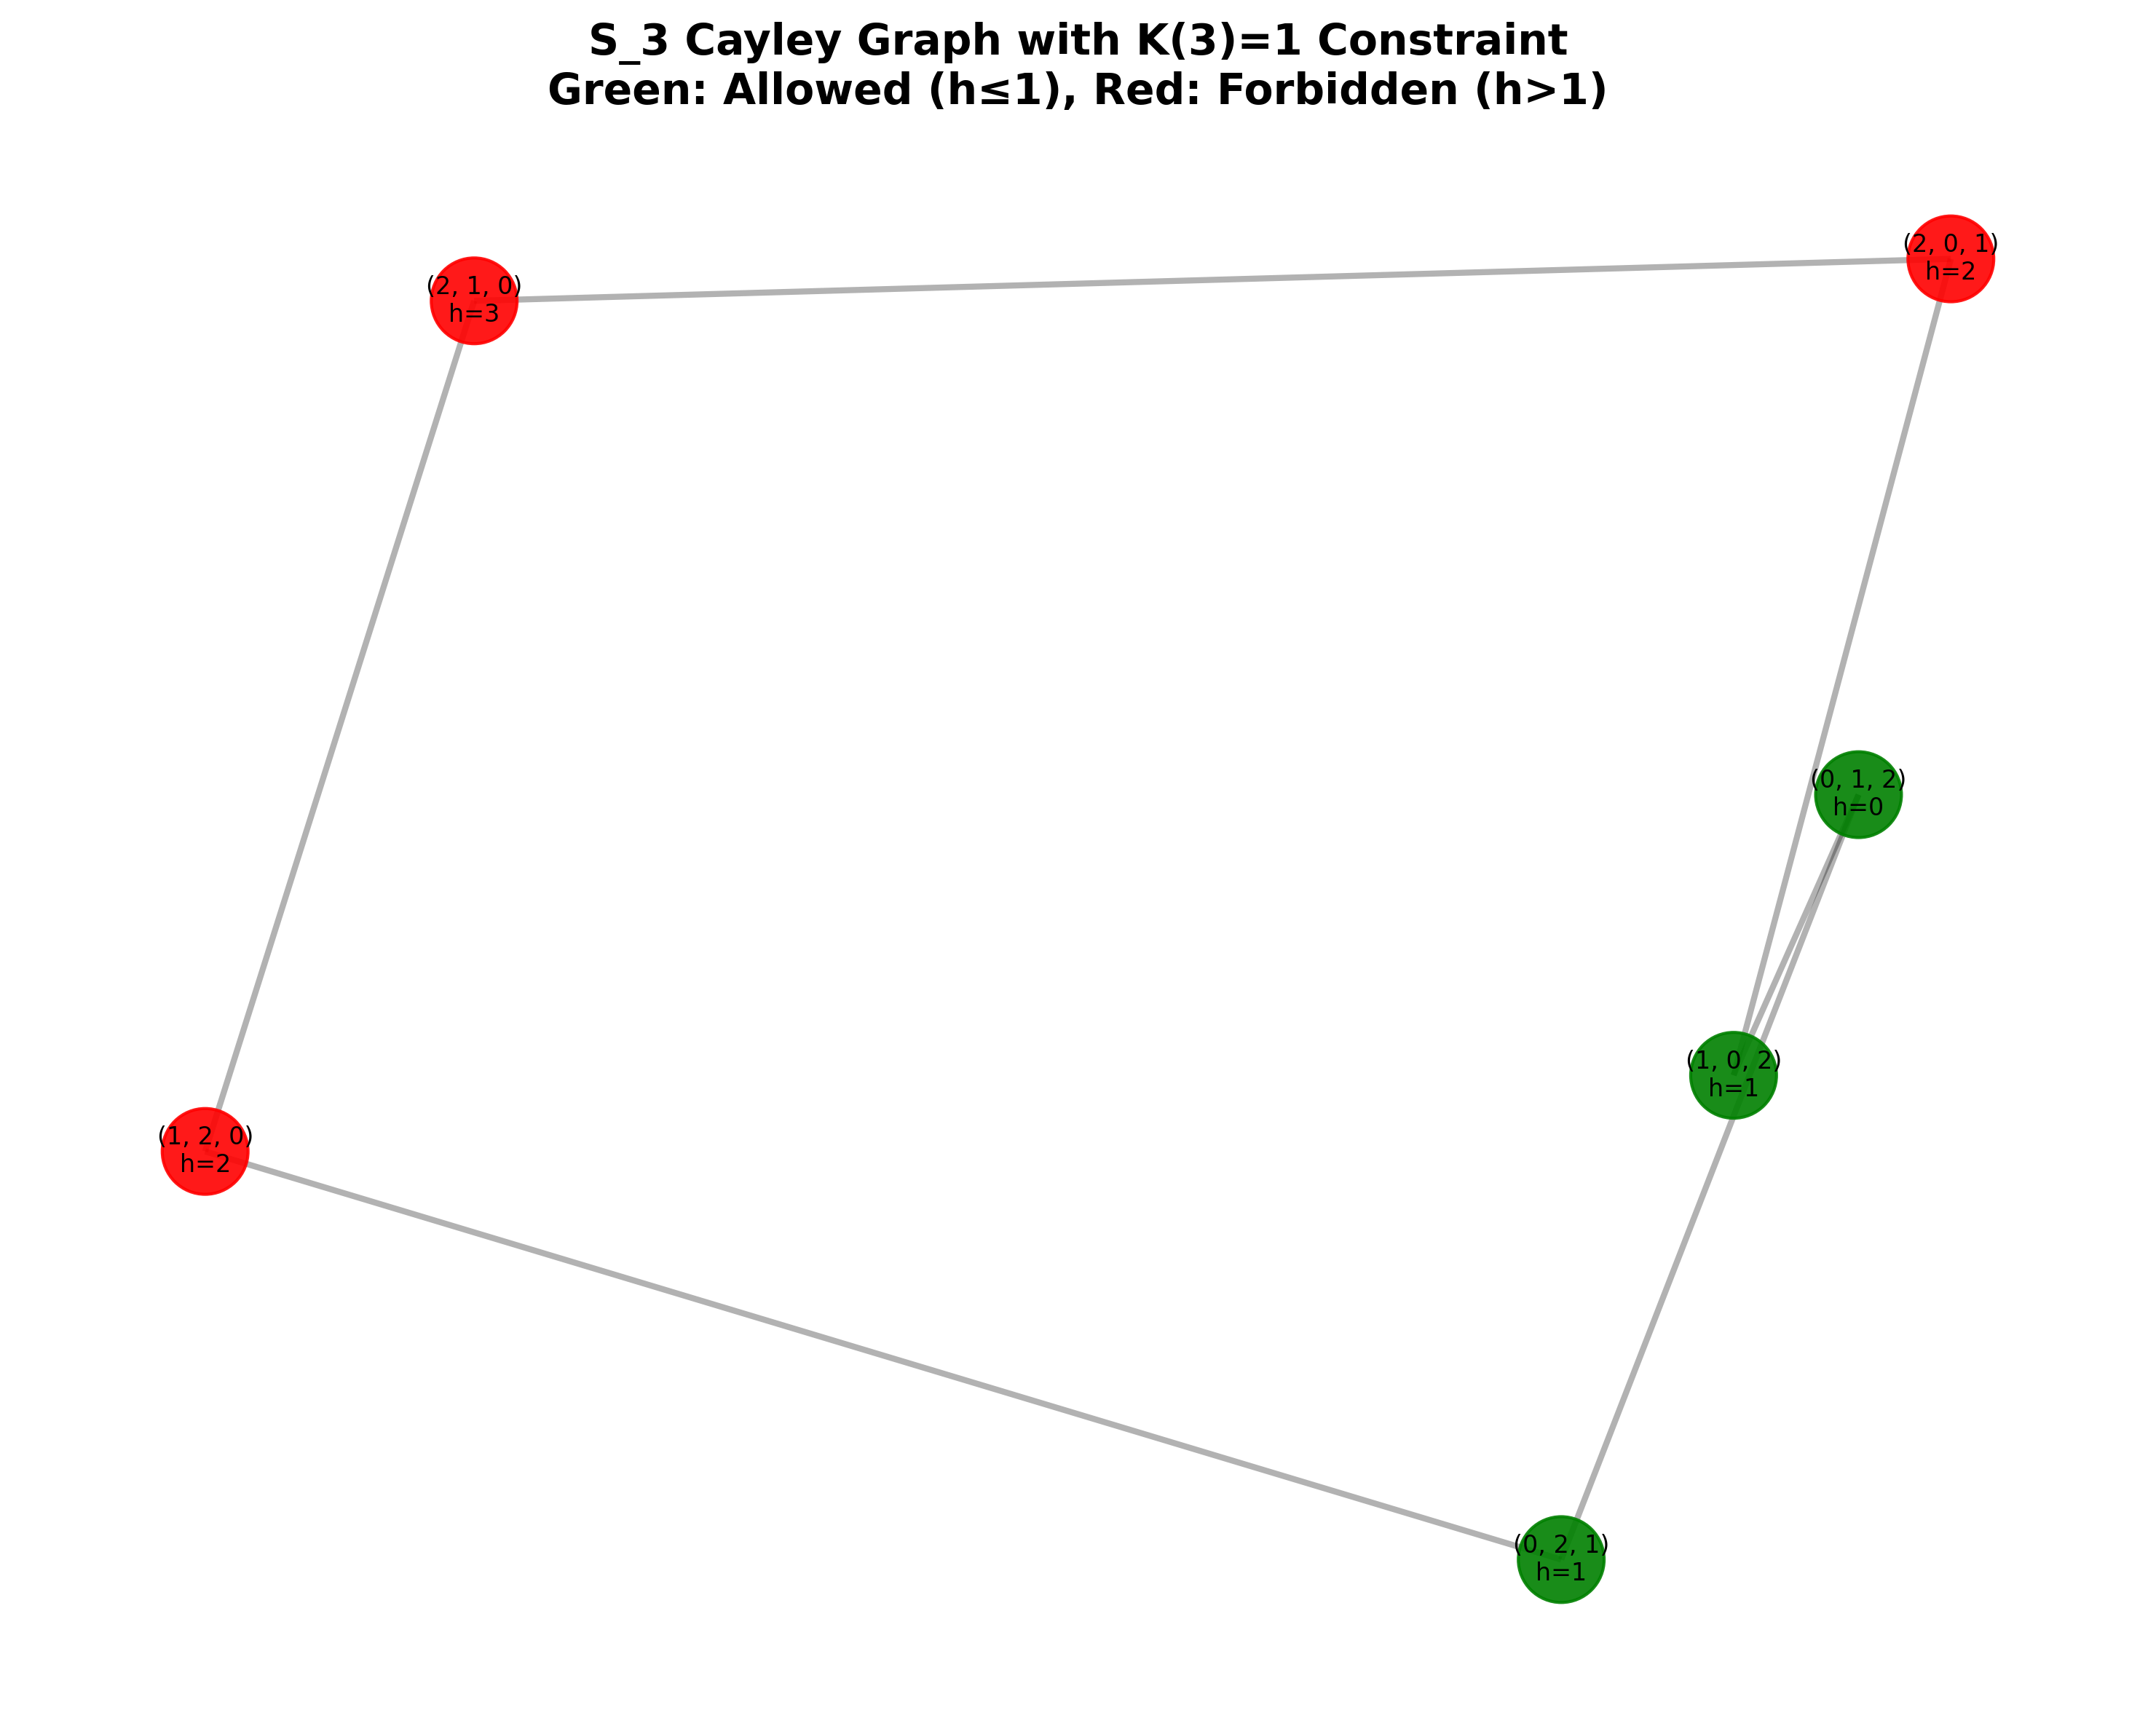 S_3 Cayley Graph with K(3)=1 Constraint
Green: Allowed (h≤1), Red: Forbidden (h>1)
(2, 0, 1)
h=2
(2, 1, 0)
h=3
(0, 1, 2)
h=0
(1, 0, 2)
h=1
(1, 2, 0)
h=2
(0, 2, 1)
h=1